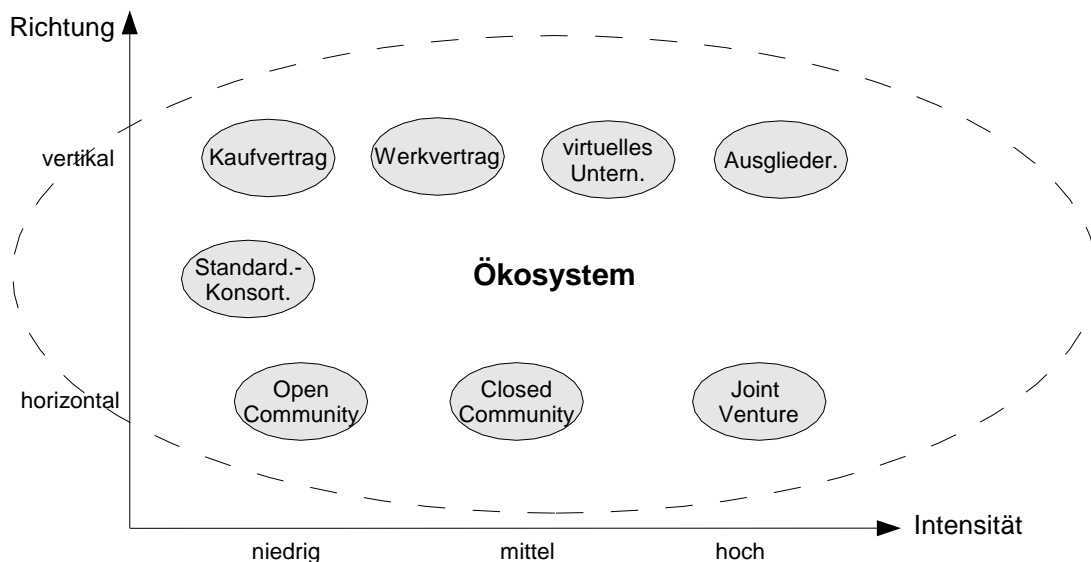 Richtung
vertikal
Kaufvertrag
Werkvertrag
virtuelles
Untern.
Ausglieder.
Standard.-
Konsort.
Ökosystem
horizontal
Open
Community
Closed
Community
Joint
Venture
Intensität
niedrig
mittel
hoch